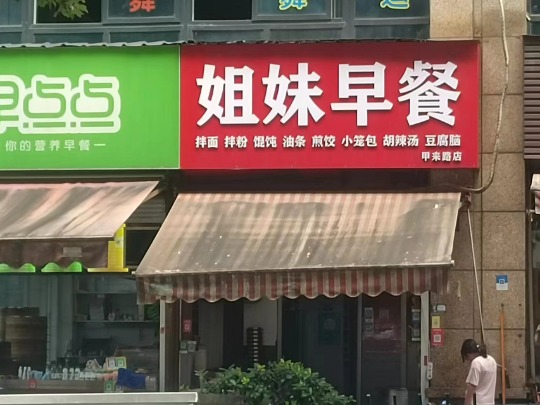 早点点
你的营养早餐一
姐妹早餐
拌面 拌粉 馄饨 油条 煎饺 小笼包 胡辣汤 豆腐脑
甲来路店